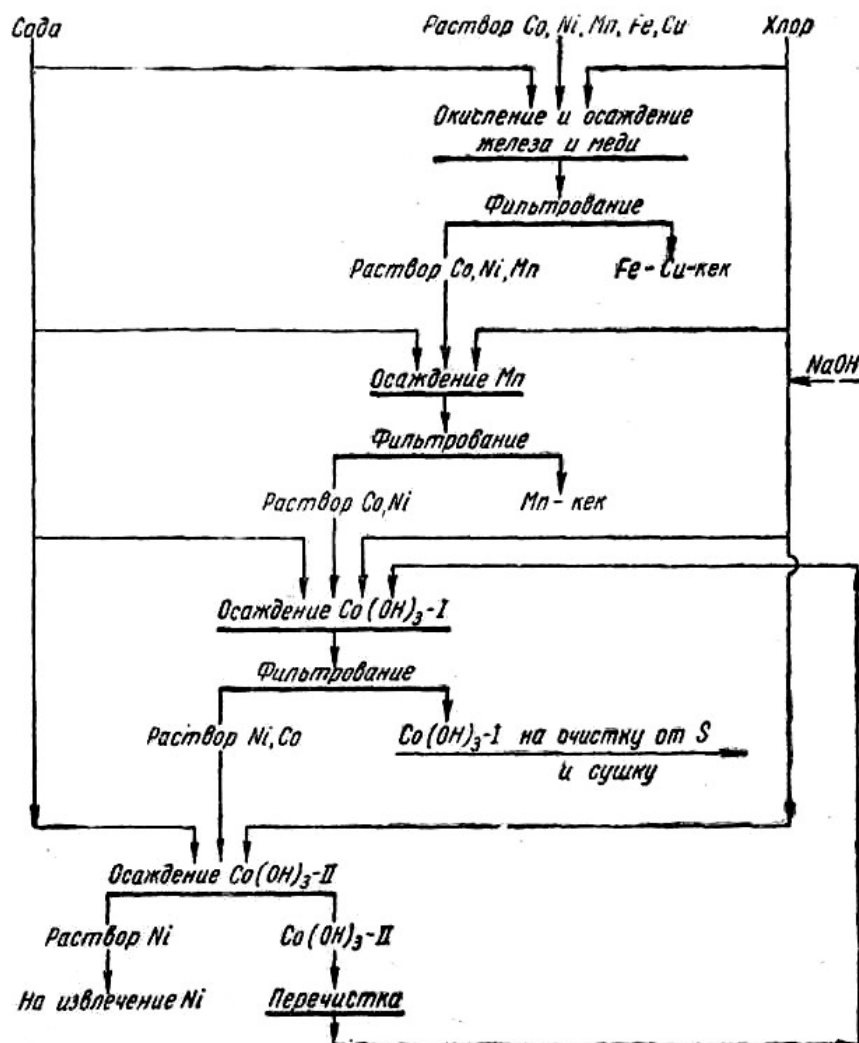 Сода
Раствор Co, Ni, Mn, Fe, Cu
Хлор
Окисление и осаждение
железа и меди
Фильтрование
Раствор Co, Ni, Mn
Fe-Cu-кек
NaOH
Осаждение Mn
Фильтрование
Раствор Co, Ni
Mn-кек
Осаждение Co(OH)₃-I
Фильтрование
Раствор Ni, Co
Co(OH)₃-I на очистку от S
и сушку
Осаждение Co(OH)₃-II
Раствор Ni
Co(OH)₃-II
На извлечение Ni
Перечистка